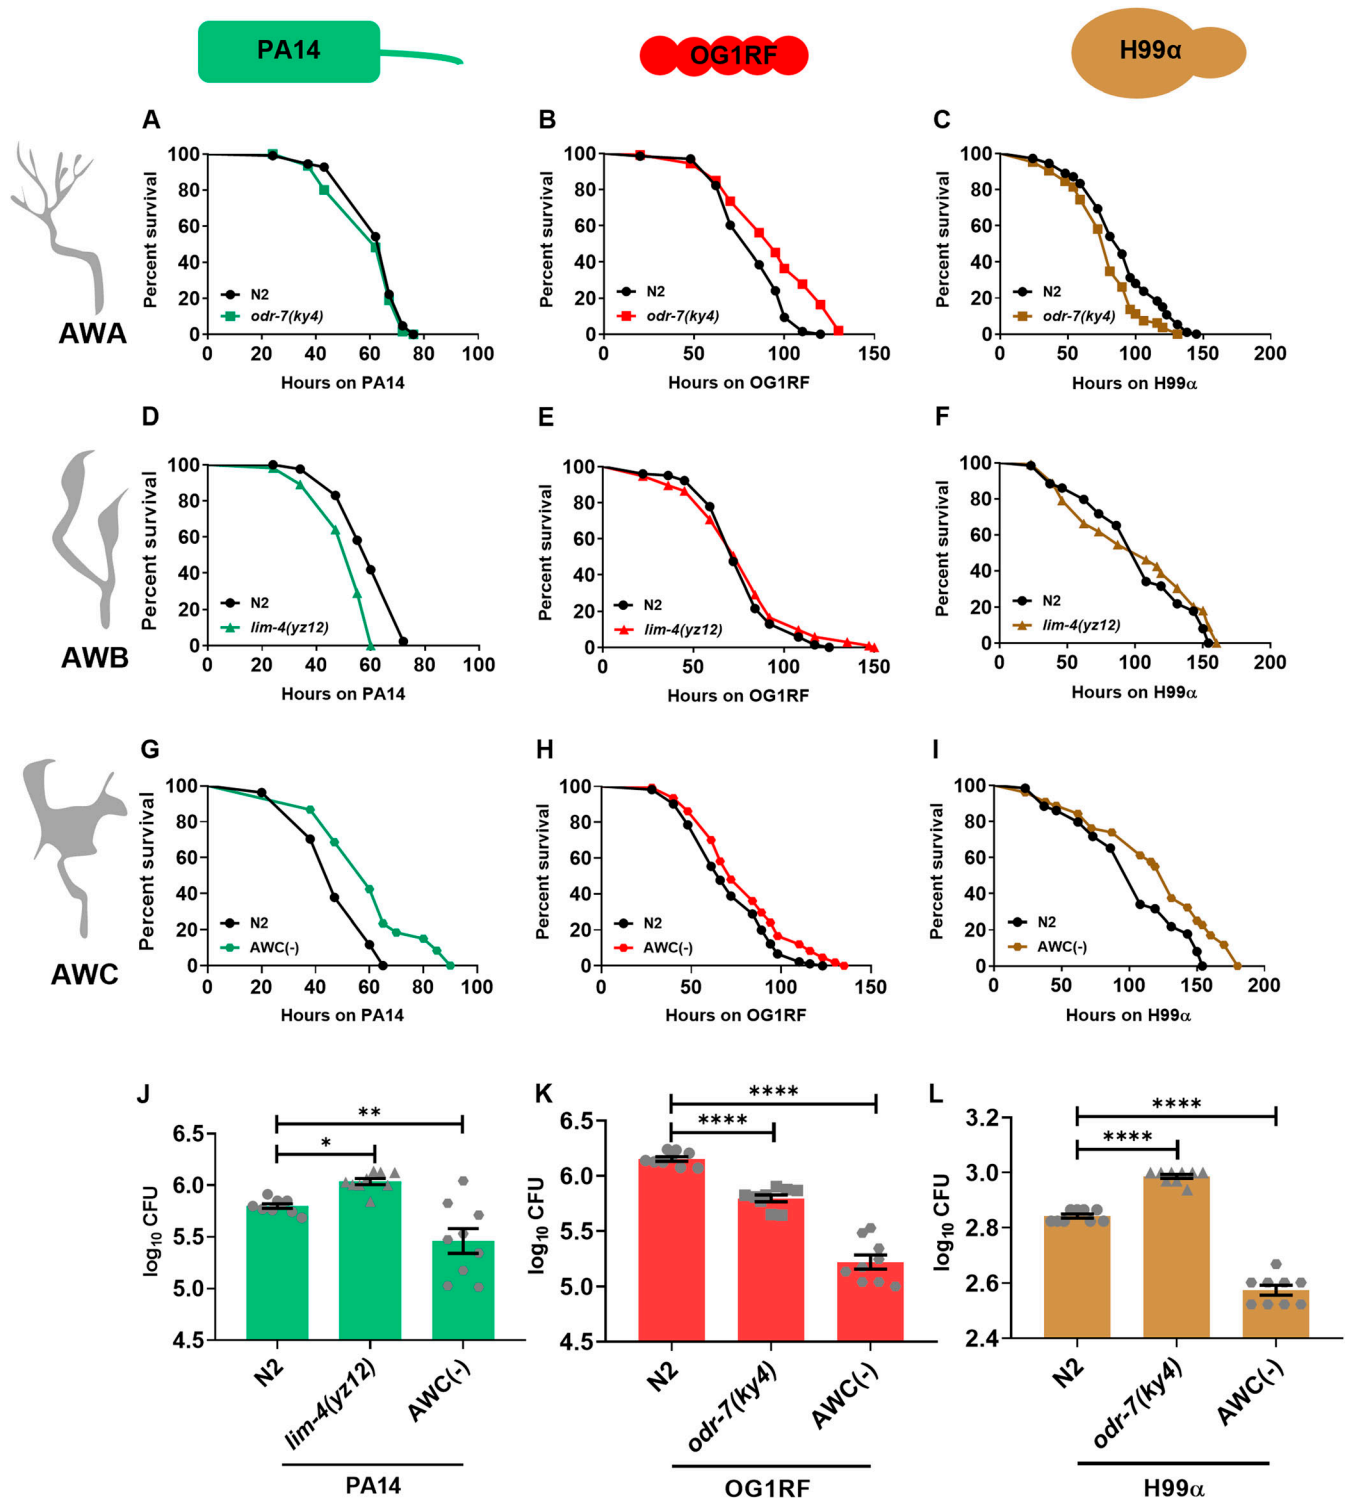 PA14
OG1RF
H99α
A
B
C
AWA
Percent survival
100
80
60
40
20
0
N2
odr-7(ky4)
0 20 40 60 80 100
Hours on PA14
Percent survival
100
80
60
40
20
0
N2
odr-7(ky4)
0 50 100 150
Hours on OG1RF
Percent survival
100
80
60
40
20
0
N2
odr-7(ky4)
0 50 100 150 200
Hours on H99α
D
E
F
AWB
Percent survival
100
80
60
40
20
0
N2
lim-4(yz12)
0 20 40 60 80 100
Hours on PA14
Percent survival
100
80
60
40
20
0
N2
lim-4(yz12)
0 50 100 150
Hours on OG1RF
Percent survival
100
80
60
40
20
0
N2
lim-4(yz12)
0 50 100 150 200
Hours on H99α
G
H
I
AWC
Percent survival
100
80
60
40
20
0
N2
AWC(-)
0 20 40 60 80 100
Hours on PA14
Percent survival
100
80
60
40
20
0
N2
AWC(-)
0 50 100 150
Hours on OG1RF
Percent survival
100
80
60
40
20
0
N2
AWC(-)
0 50 100 150 200
Hours on H99α
J
log₁₀ CFU
6.5
6.0
5.5
5.0
4.5
**
*
N2
lim-4(yz12)
AWC(-)
PA14
K
log₁₀ CFU
6.5
6.0
5.5
5.0
4.5
****
****
N2
odr-7(ky4)
AWC(-)
OG1RF
L
log₁₀ CFU
3.2
3.0
2.8
2.6
2.4
****
****
N2
odr-7(ky4)
AWC(-)
H99α